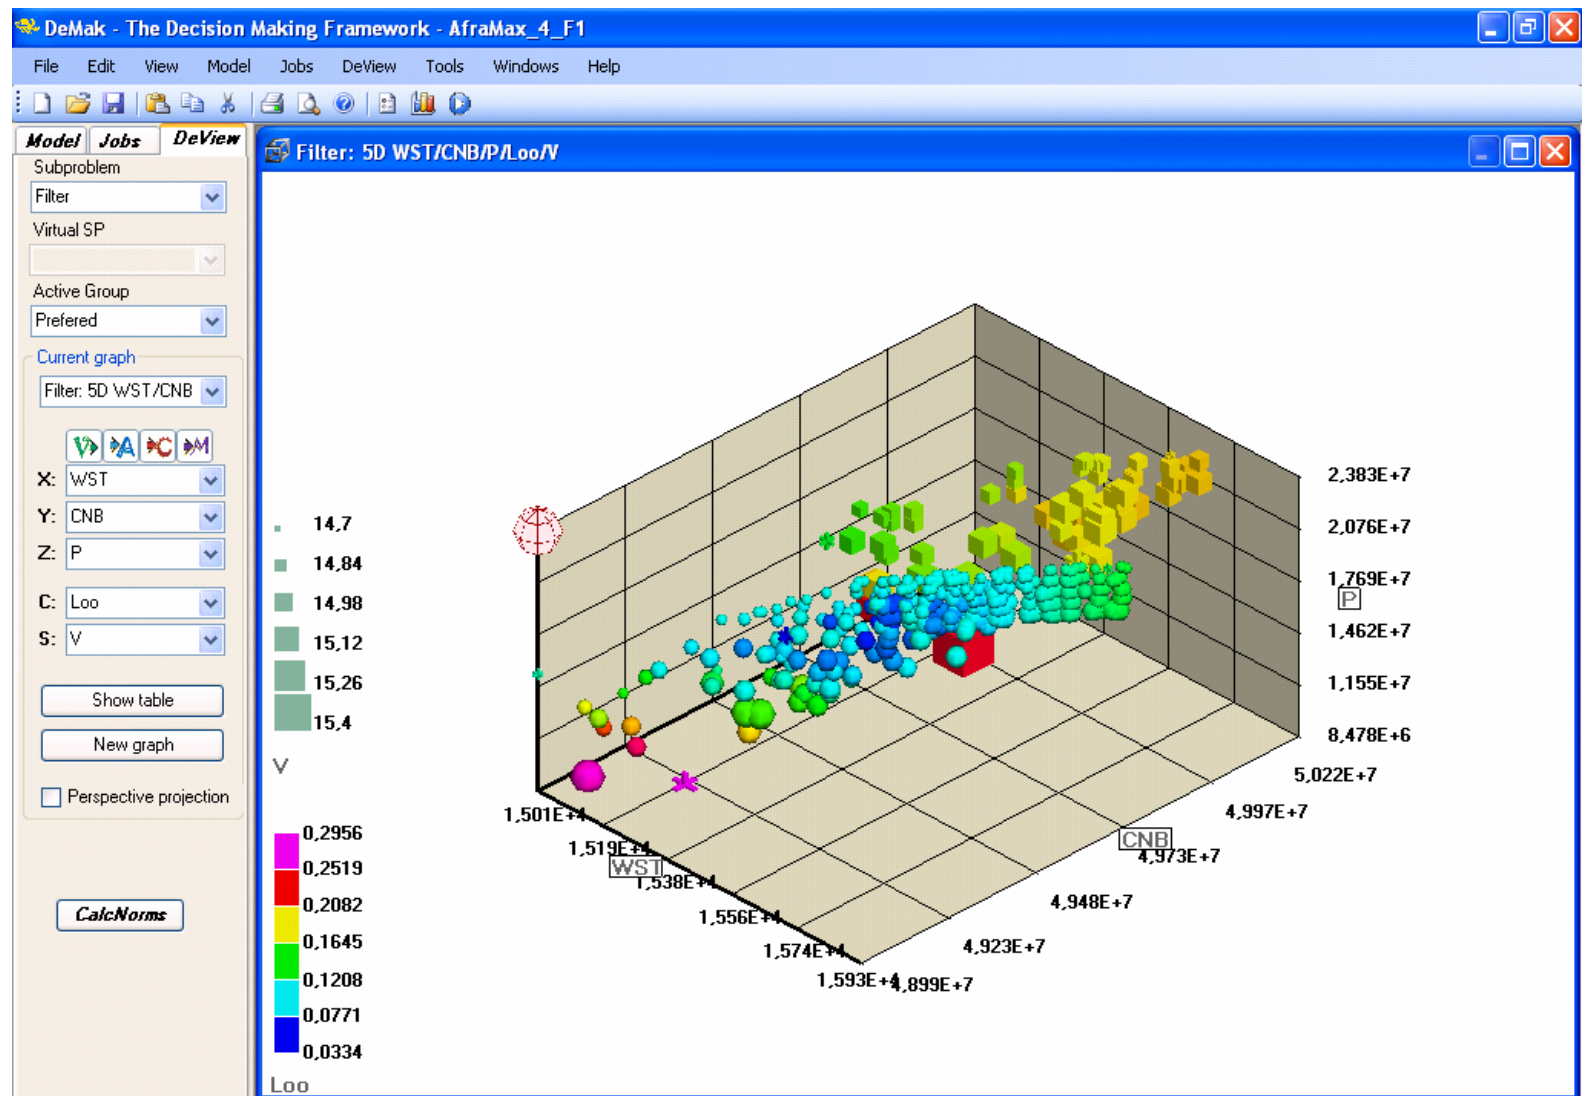 DeMak - The Decision Making Framework - AfraMax_4_F1
File Edit View Model Jobs DeView Tools Windows Help
Model Jobs DeView
Subproblem
Filter
Virtual SP
Active Group
Prefered
Current graph
Filter: 5D WST/CNB
V A C M
X: WST
Y: CNB
Z: P
C: Loo
S: V
Show table
New graph
Perspective projection
CalcNorms
Filter: 5D WST/CNB/P/Loo/V
14,7
14,84
14,98
15,12
15,26
15,4
V
0,2956
0,2519
0,2082
0,1645
0,1208
0,0771
0,0334
Loo
2,383E+7
2,076E+7
1,769E+7
P
1,462E+7
1,155E+7
8,478E+6
5,022E+7
4,997E+7
CNB
4,973E+7
4,948E+7
4,923E+7
4,899E+7
1,501E+4
1,519E+4
WST
1,538E+4
1,556E+4
1,574E+4
1,593E+4